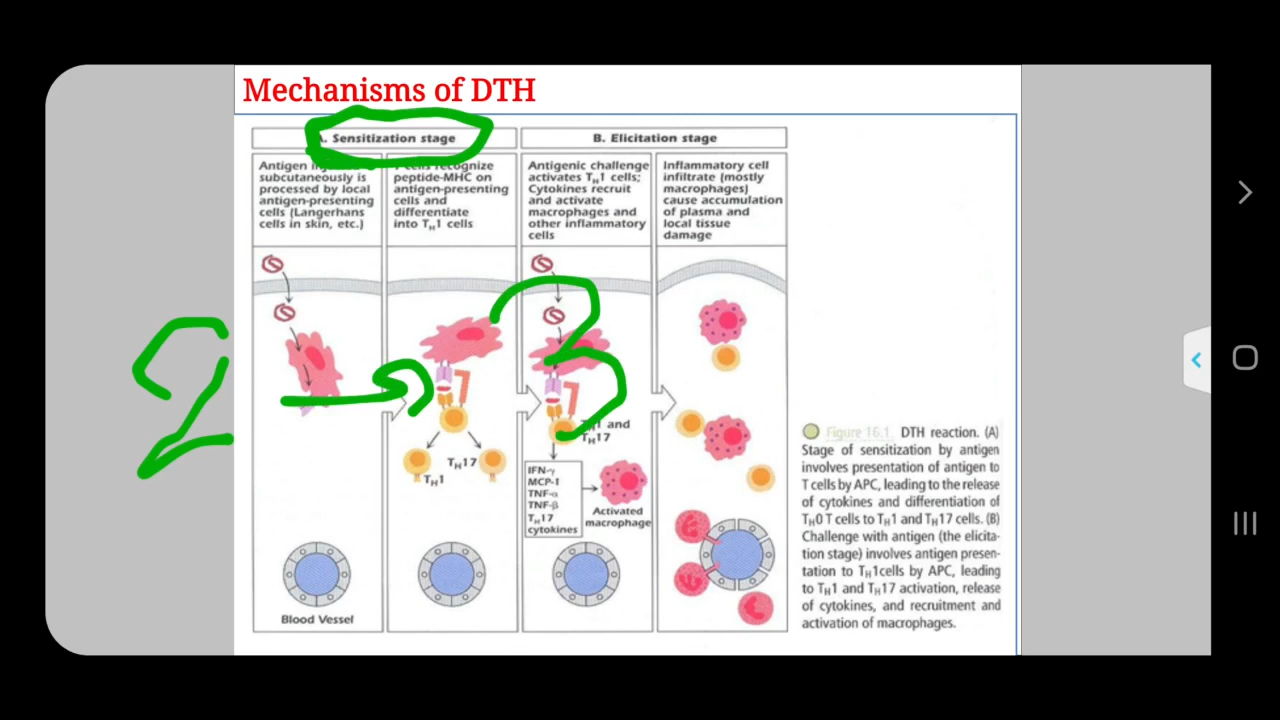 Mechanisms of DTH
Sensitization stage
B. Elicitation stage
Antigen
subcutaneously is
processed by local
antigen-presenting
cells (Langerhans
cells in skin, etc.)
recognize
peptide-MHC on
antigen-presenting
cells and
differentiate
into TH1 cells
Antigenic challenge
activates TH1 cells;
Cytokines recruit
and activate
macrophages and
other inflammatory
cells
Inflammatory cell
infiltrate (mostly
macrophages)
cause accumulation
of plasma and
local tissue
damage
TH17
TH1
and
TH17
IFN-γ
MCP-1
TNF-α
TNF-β
TH17
cytokines
Activated
macrophage
Blood Vessel
Figure 16.1. DTH reaction. (A)
Stage of sensitization by antigen
involves presentation of antigen to
T cells by APC, leading to the release
of cytokines and differentiation of
TH0 T cells to TH1 and TH17 cells. (B)
Challenge with antigen (the elicita-
tion stage) involves antigen presen-
tation to TH1cells by APC, leading
to TH1 and TH17 activation, release
of cytokines, and recruitment and
activation of macrophages.